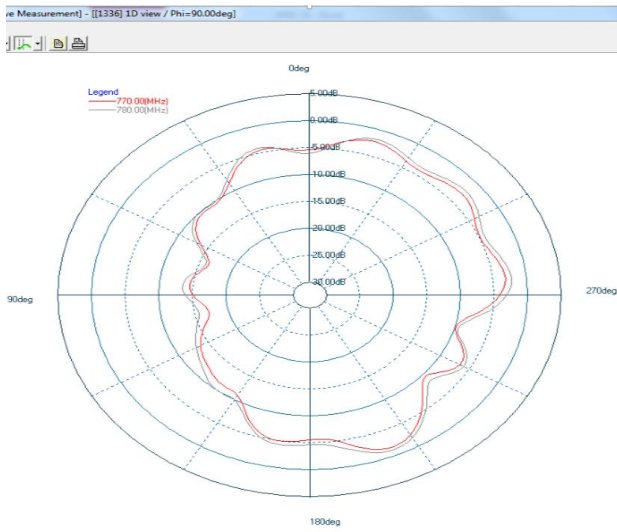 ve Measurement] - [[1336] 1D view / Phi=90.00deg]
0deg
Legend
770.00(MHz)
780.00(MHz)
5.00dB
0.00dB
-5.00dB
10.00dB
15.00dB
20.00dB
25.00dB
30.00dB
90deg
270deg
180deg